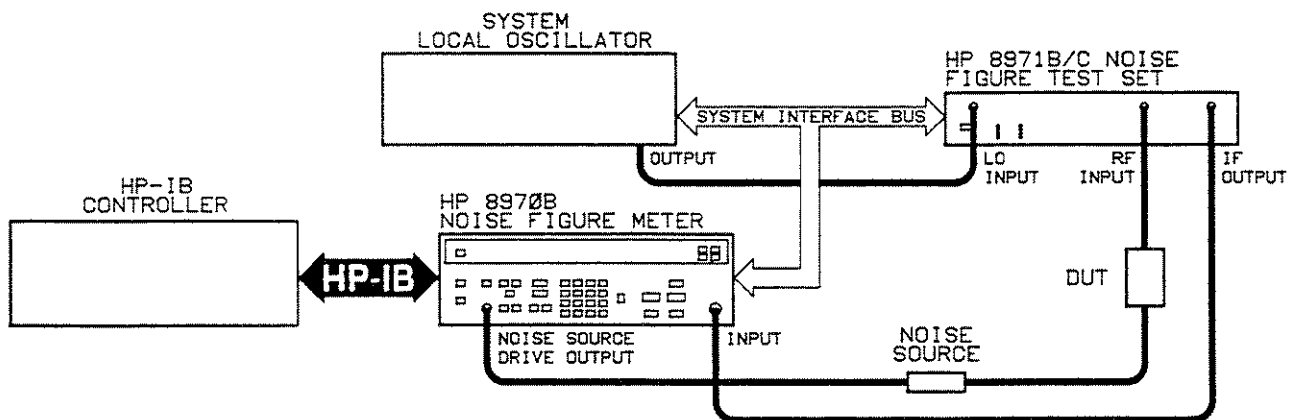 SYSTEM
LOCAL OSCILLATOR
HP 8971B/C NOISE
FIGURE TEST SET
SYSTEM INTERFACE BUS
OUTPUT
LO
INPUT
RF
INPUT
IF
OUTPUT
HP-IB
CONTROLLER
HP 8970B
NOISE FIGURE METER
HP-IB
DUT
NOISE SOURCE
DRIVE OUTPUT
INPUT
NOISE
SOURCE